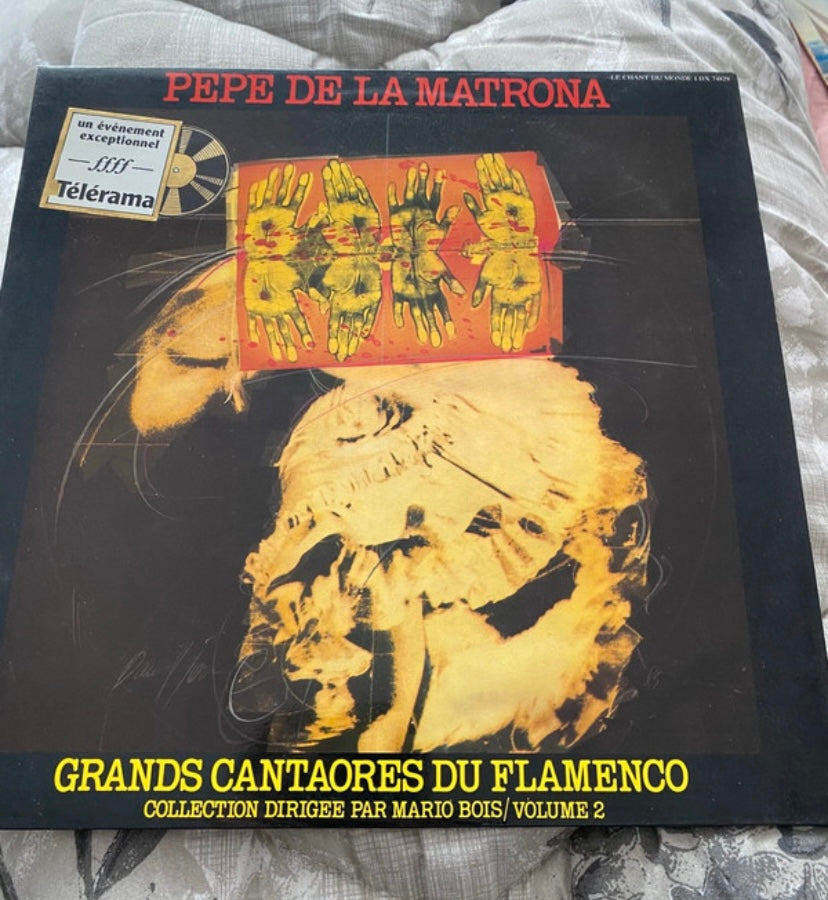 PEPE DE LA MATRONA
LE CHANT DU MONDE LDX 74829
un événement
exceptionnel
ffff
Télérama
GRANDS CANTAORES DU FLAMENCO
COLLECTION DIRIGEE PAR MARIO BOIS/VOLUME 2